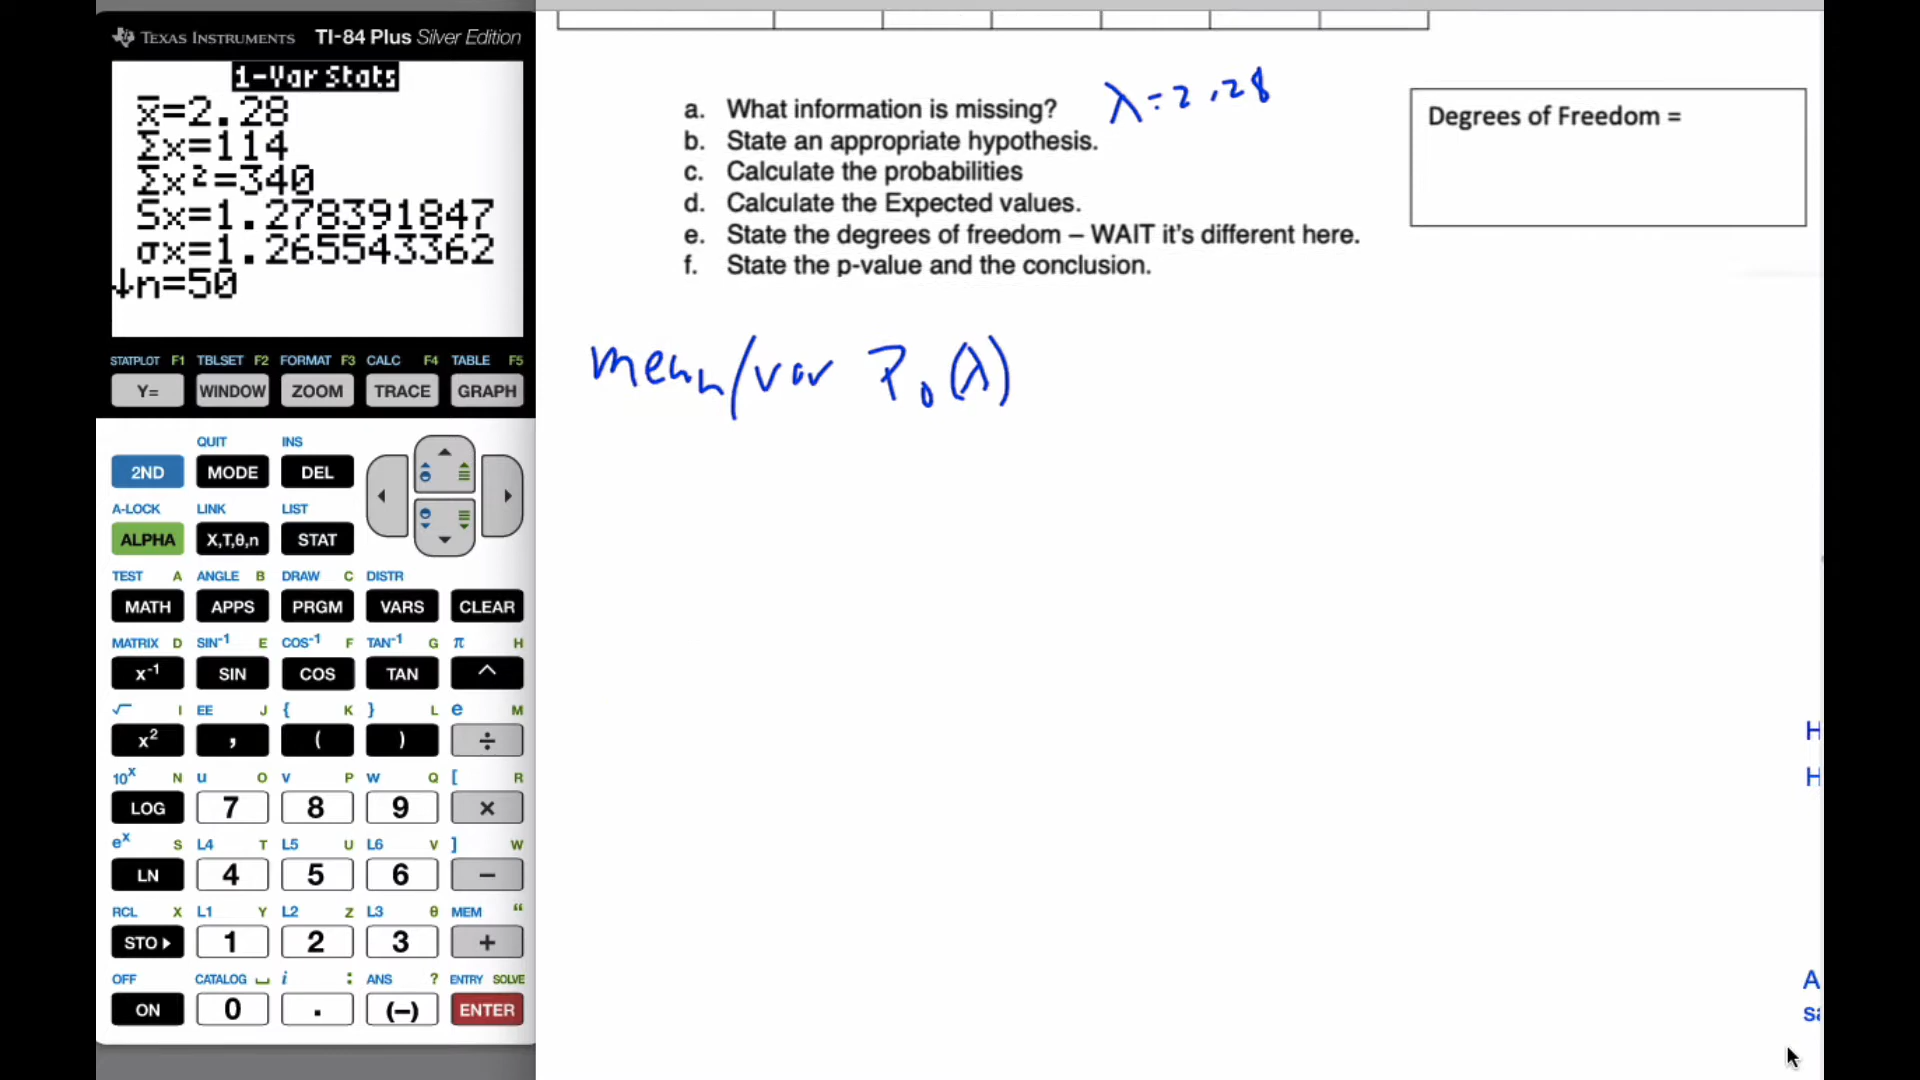 TEXAS INSTRUMENTS TI-84 Plus Silver Edition
1-Var Stats
x̄=2.28
Σx=114
Σx²=340
Sx=1.278391847
σx=1.265543362
↓n=50
STATPLOT F1 TBLSET F2 FORMAT F3 CALC F4 TABLE F5
Y= WINDOW ZOOM TRACE GRAPH
QUIT INS
2ND MODE DEL
A-LOCK LINK LIST
ALPHA X,T,θ,n STAT
TEST A ANGLE B DRAW C DISTR
MATH APPS PRGM VARS CLEAR
MATRIX D SIN⁻¹ E COS⁻¹ F TAN⁻¹ G π H
x⁻¹ SIN COS TAN ^
√ I EE J { K } L e M
x² , ( ) ÷
10ˣ N u O v P w Q [ R
LOG 7 8 9 ×
eˣ S L4 T L5 U L6 V ] W
LN 4 5 6 −
RCL X L1 Y L2 Z L3 θ MEM “
STO▸ 1 2 3 +
OFF CATALOG ⎵ i : ANS ? ENTRY SOLVE
ON 0 . (−) ENTER
a. What information is missing? λ=2.28
b. State an appropriate hypothesis.
c. Calculate the probabilities
d. Calculate the Expected values.
e. State the degrees of freedom – WAIT it's different here.
f. State the p-value and the conclusion.
Degrees of Freedom =
mean/var Po(λ)
H
H
A
sa